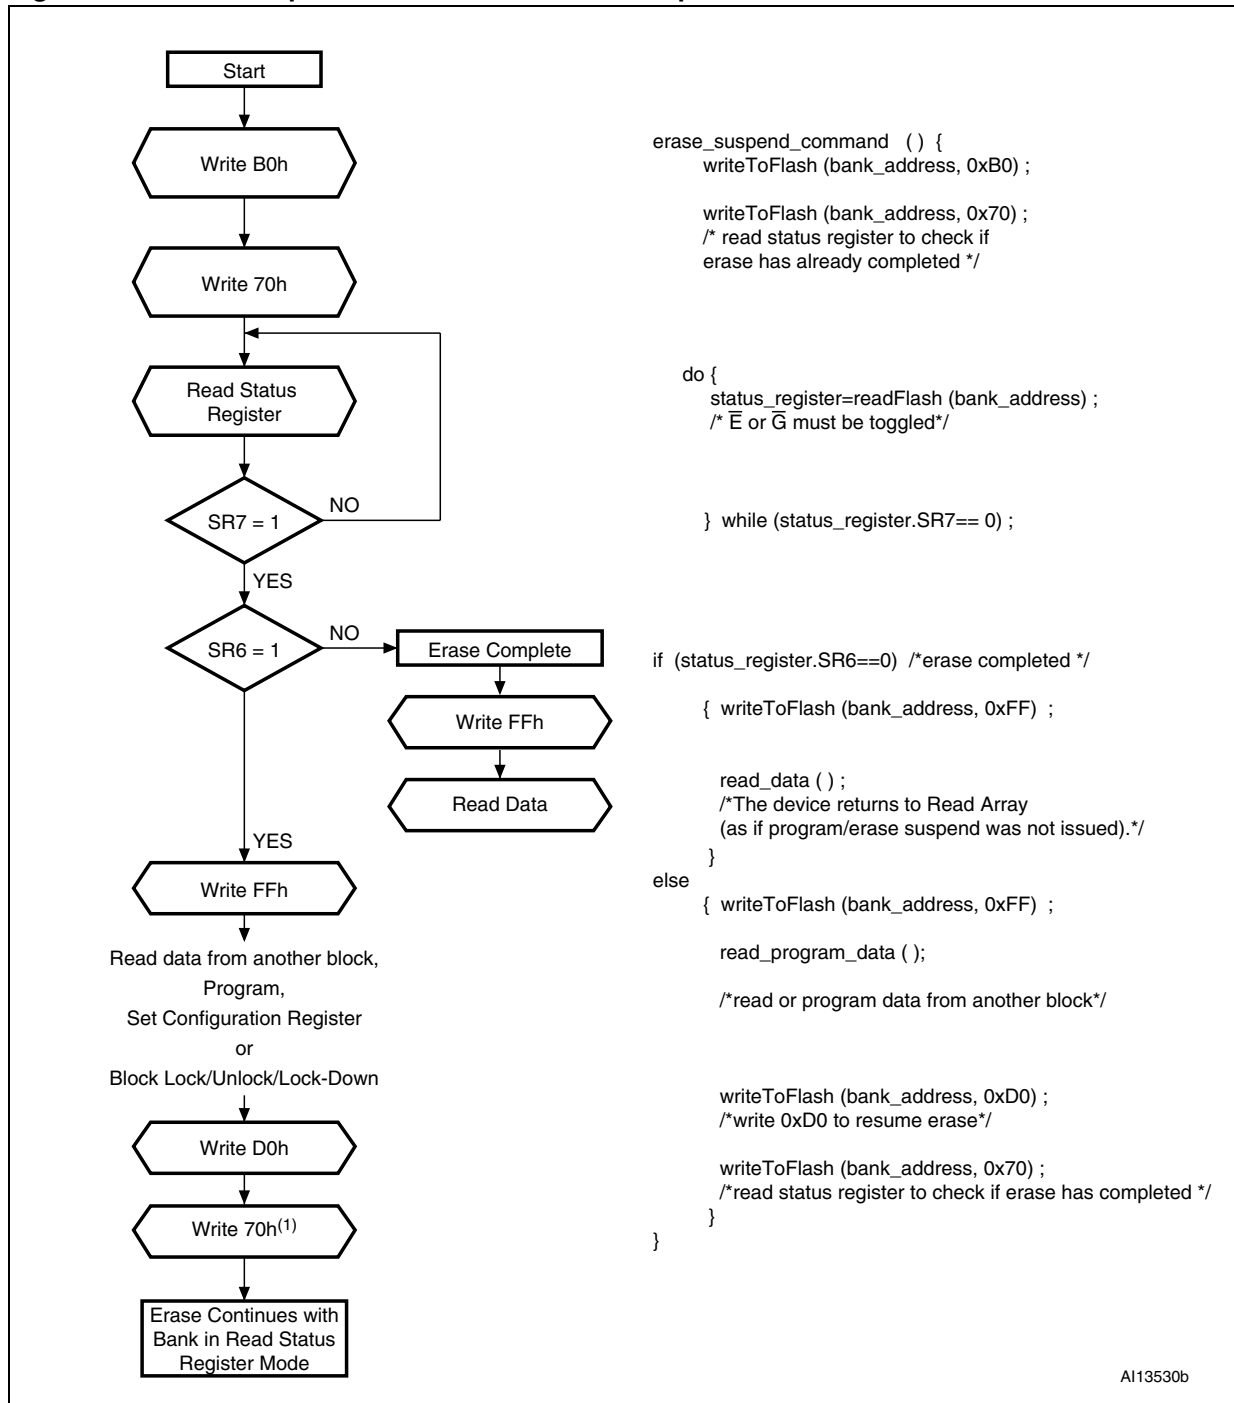 Start
Write B0h
Write 70h
Read Status
Register
SR7 = 1
NO
YES
SR6 = 1
NO
Erase Complete
Write FFh
Read Data
YES
Write FFh
Read data from another block,
Program,
Set Configuration Register
or
Block Lock/Unlock/Lock-Down
Write D0h
Write 70h(1)
Erase Continues with
Bank in Read Status
Register Mode
erase_suspend_command ( ) {
writeToFlash (bank_address, 0xB0) ;
writeToFlash (bank_address, 0x70) ;
/* read status register to check if
erase has already completed */
do {
status_register=readFlash (bank_address) ;
/* E̅ or G̅ must be toggled*/
} while (status_register.SR7== 0) ;
if (status_register.SR6==0) /*erase completed */
{ writeToFlash (bank_address, 0xFF) ;
read_data ( ) ;
/*The device returns to Read Array
(as if program/erase suspend was not issued).*/
}
else
{ writeToFlash (bank_address, 0xFF) ;
read_program_data ( );
/*read or program data from another block*/
writeToFlash (bank_address, 0xD0) ;
/*write 0xD0 to resume erase*/
writeToFlash (bank_address, 0x70) ;
/*read status register to check if erase has completed */
}
}
AI13530b